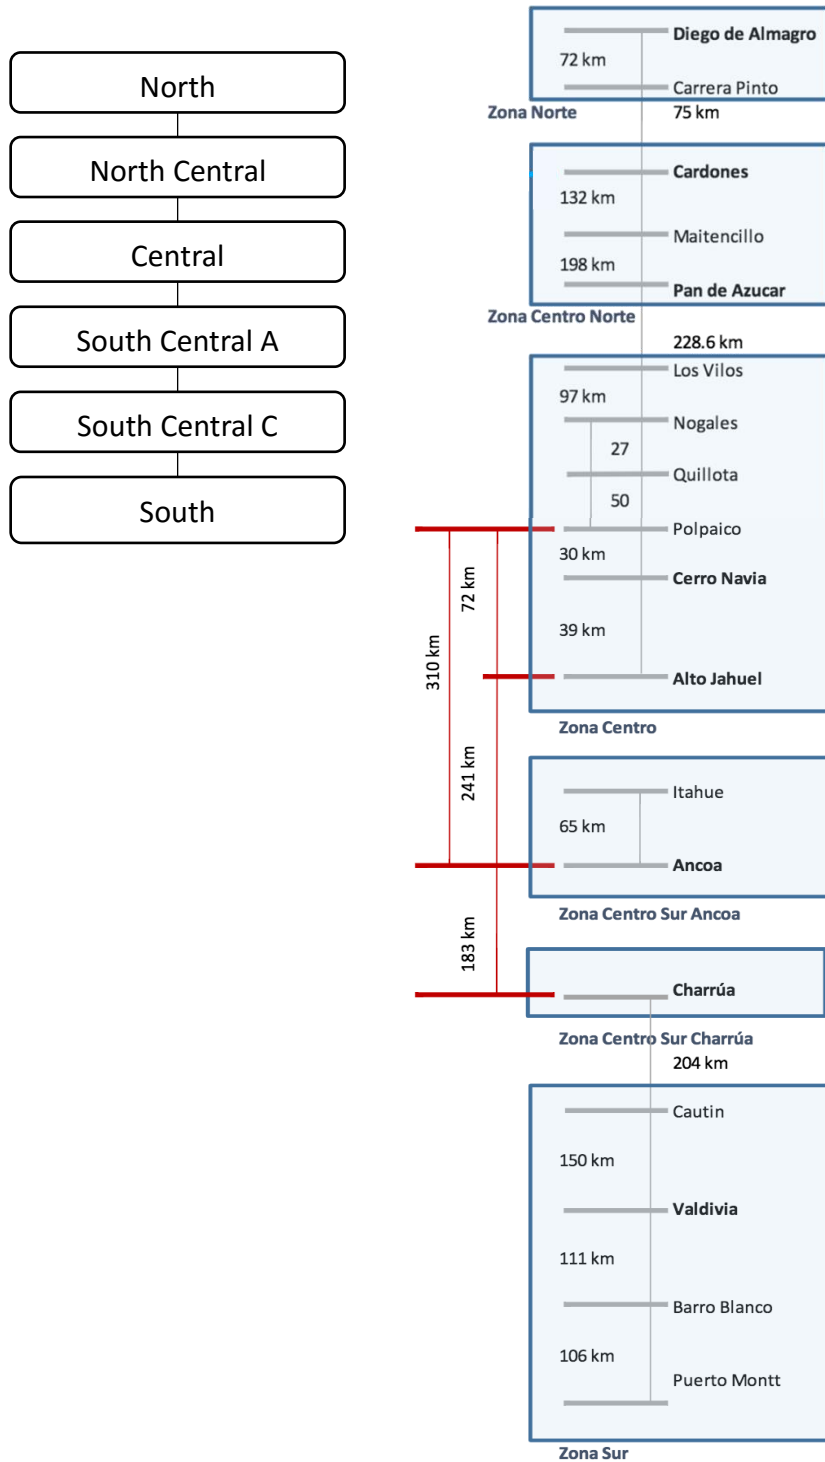 North
North Central
Central
South Central A
South Central C
South
Diego de Almagro
72 km
Carrera Pinto
Zona Norte
75 km
Cardones
132 km
Maitencillo
198 km
Pan de Azucar
Zona Centro Norte
228.6 km
Los Vilos
97 km
Nogales
27
Quillota
50
Polpaico
30 km
Cerro Navia
72 km
39 km
310 km
Alto Jahuel
Zona Centro
241 km
Itahue
65 km
Ancoa
Zona Centro Sur Ancoa
183 km
Charrúa
Zona Centro Sur Charrúa
204 km
Cautin
150 km
Valdivia
111 km
Barro Blanco
106 km
Puerto Montt
Zona Sur